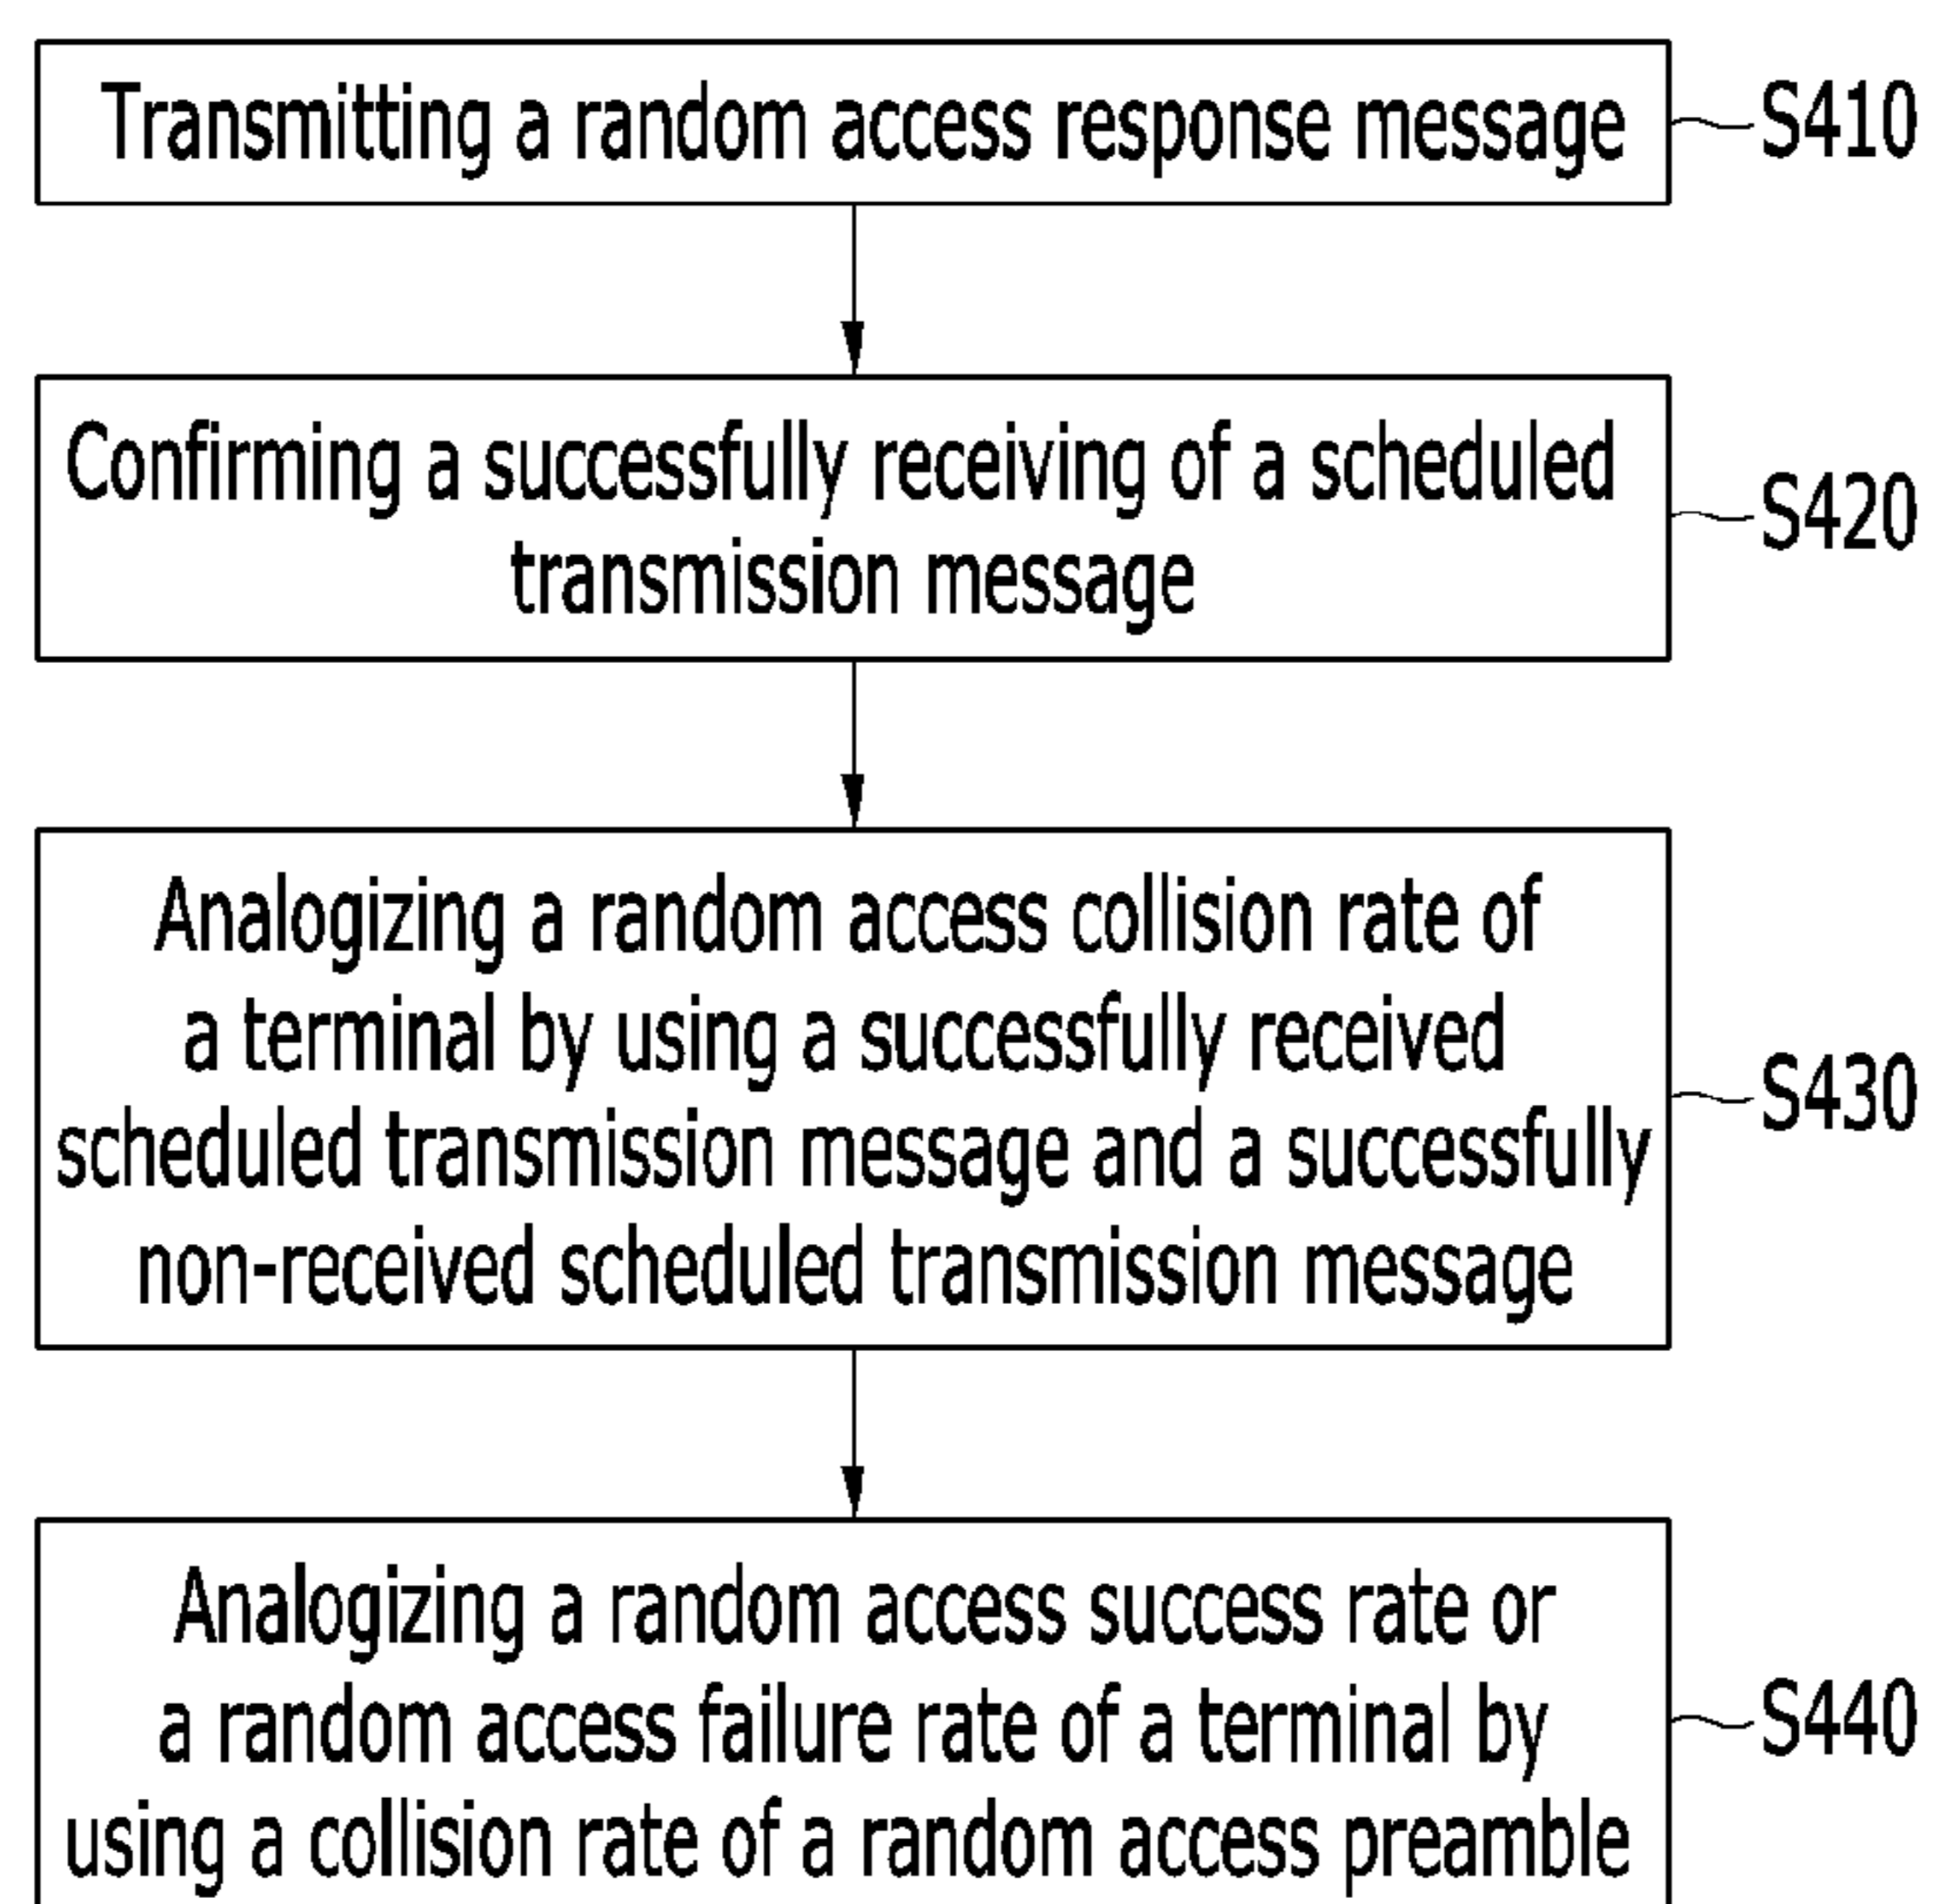 Transmitting a random access response message
S410
Confirming a successfully receiving of a scheduled
transmission message
S420
Analogizing a random access collision rate of
a terminal by using a successfully received
scheduled transmission message and a successfully
non-received scheduled transmission message
S430
Analogizing a random access success rate or
a random access failure rate of a terminal by
using a collision rate of a random access preamble
S440